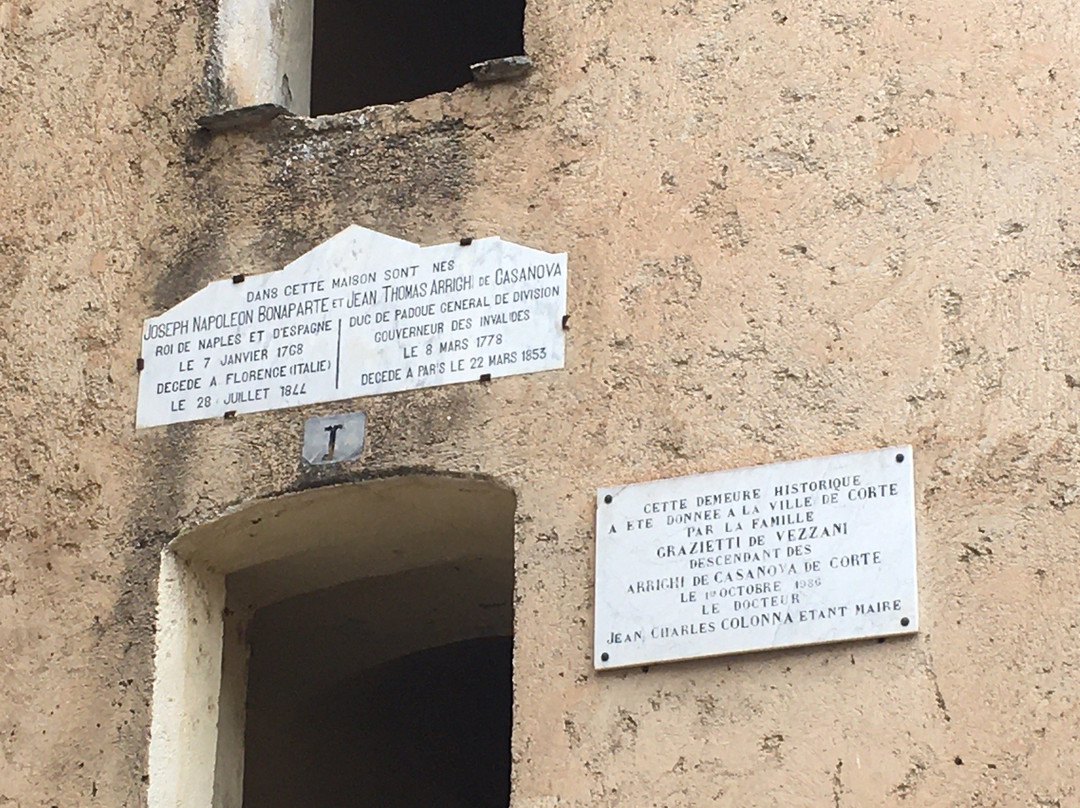 DANS CETTE MAISON SONT NES
JOSEPH NAPOLEON BONAPARTE ET JEAN THOMAS ARRIGHI DE CASANOVA
ROI DE NAPLES ET D'ESPAGNE
LE 7 JANVIER 1768
DECEDE A FLORENCE (ITALIE)
LE 28 JUILLET 1844
DUC DE PADOUE GENERAL DE DIVISION
GOUVERNEUR DES INVALIDES
LE 8 MARS 1778
DECEDE A PARIS LE 22 MARS 1853
I
CETTE DEMEURE HISTORIQUE
A ETE DONNEE A LA VILLE DE CORTE
PAR LA FAMILLE
GRAZIETTI DE VEZZANI
DESCENDANT DES
ARRIGHI DE CASANOVA DE CORTE
LE 1er OCTOBRE 1986
LE DOCTEUR
JEAN CHARLES COLONNA ETANT MAIRE